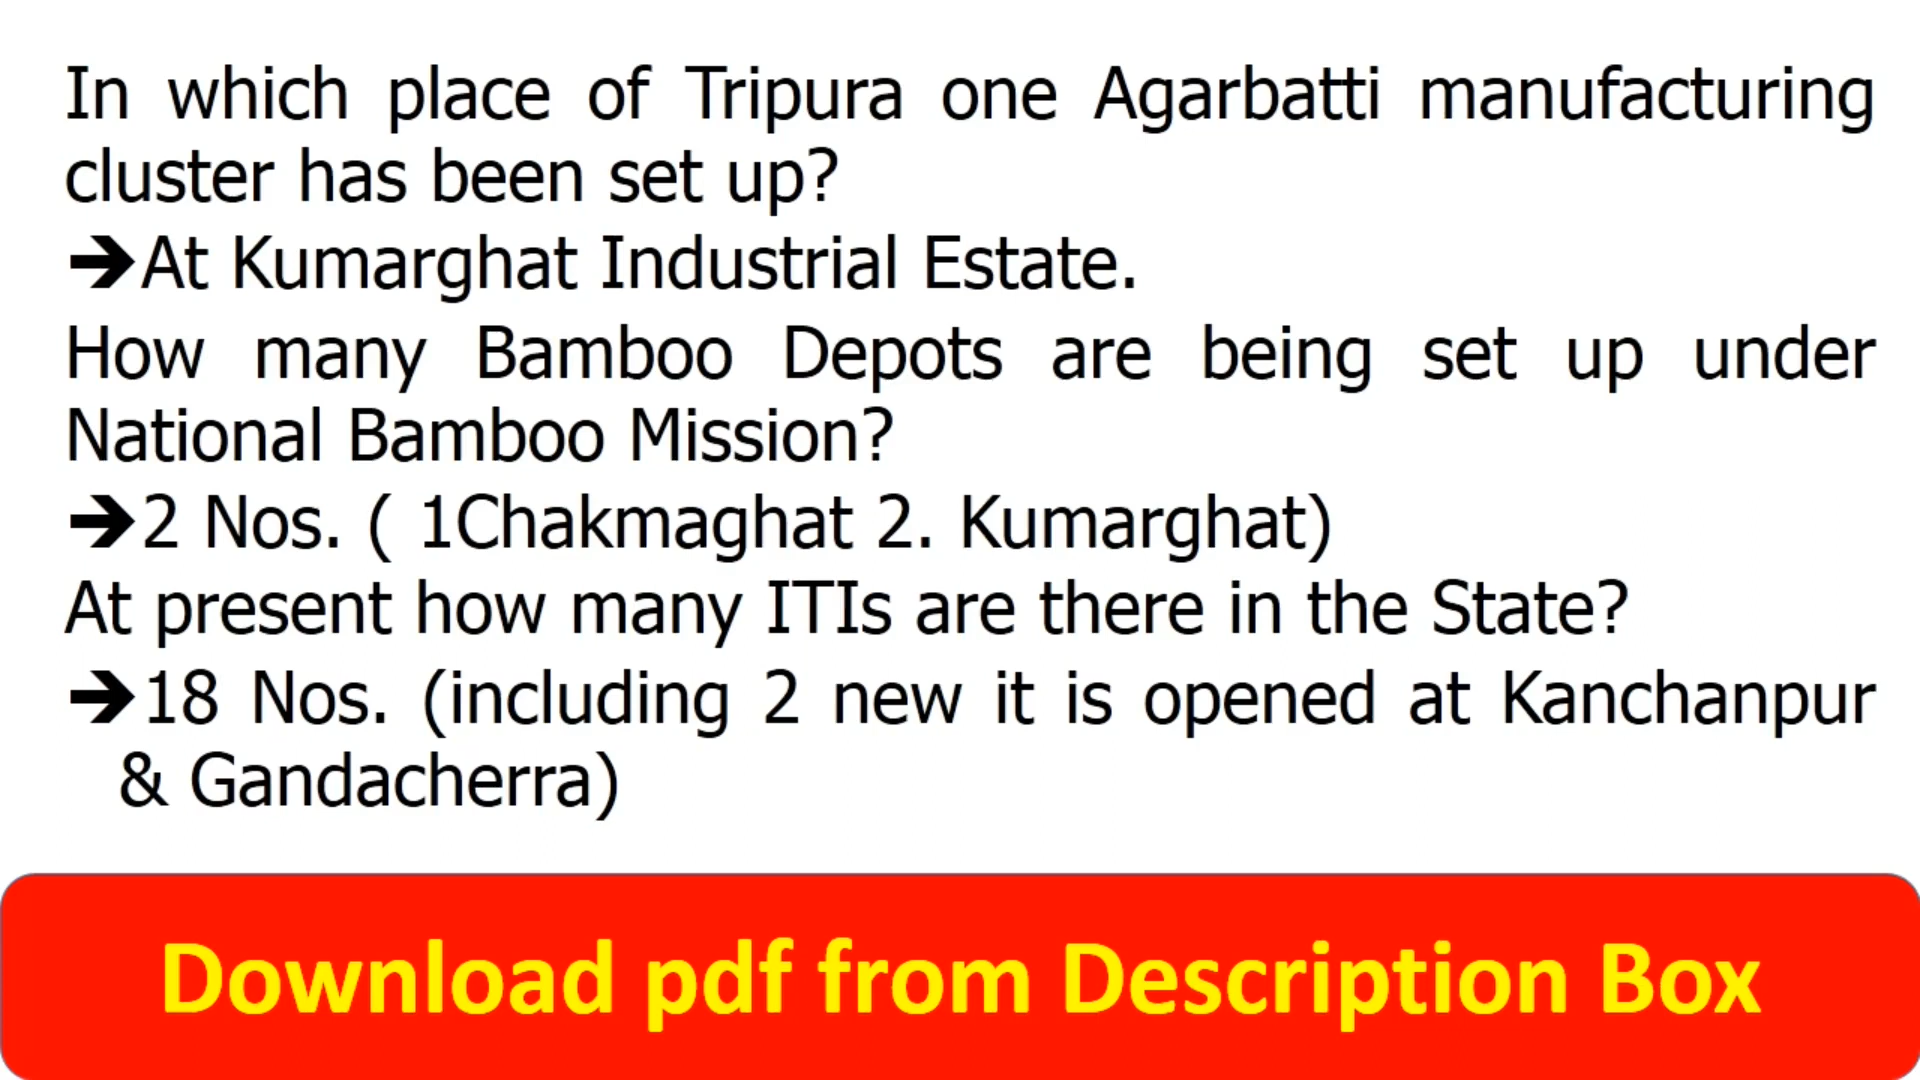 In which place of Tripura one Agarbatti manufacturing
cluster has been set up?
➔At Kumarghat Industrial Estate.
How many Bamboo Depots are being set up under
National Bamboo Mission?
➔2 Nos. ( 1Chakmaghat 2. Kumarghat)
At present how many ITIs are there in the State?
➔18 Nos. (including 2 new it is opened at Kanchanpur
& Gandacherra)
Download pdf from Description Box